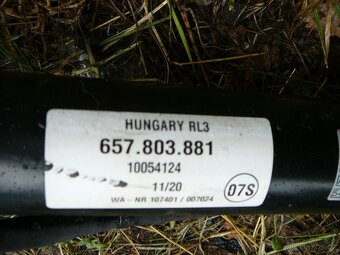 HUNGARY RL3
657.803.881
10054124
11/20
07S
WA - NR 107401 / 007024